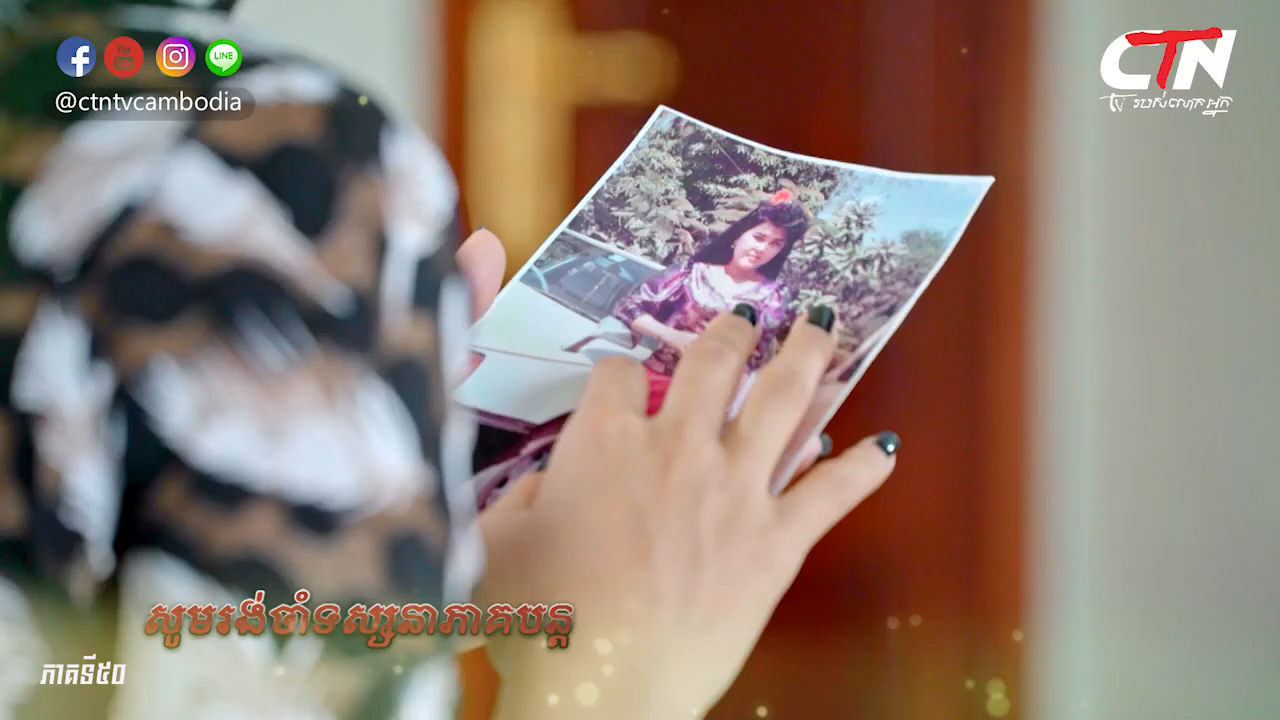 @ctntvcambodia
CTN
នៃ របស់លោកអ្នក
សូមរង់ចាំទស្សនាភាគបន្ត
ភាគទី៥០